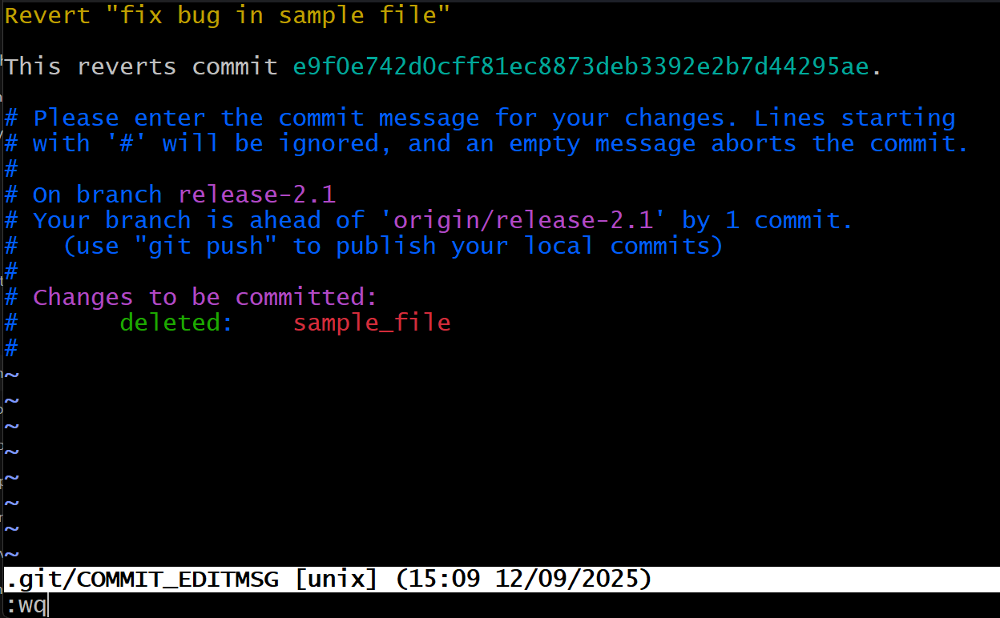 Revert "fix bug in sample file"
This reverts commit e9f0e742d0cff81ec8873deb3392e2b7d44295ae.
# Please enter the commit message for your changes. Lines starting
# with '#' will be ignored, and an empty message aborts the commit.
#
# On branch release-2.1
# Your branch is ahead of 'origin/release-2.1' by 1 commit.
#   (use "git push" to publish your local commits)
#
# Changes to be committed:
#       deleted:    sample_file
#
~
~
~
~
~
~
~
~
.git/COMMIT_EDITMSG [unix] (15:09 12/09/2025)
:wq